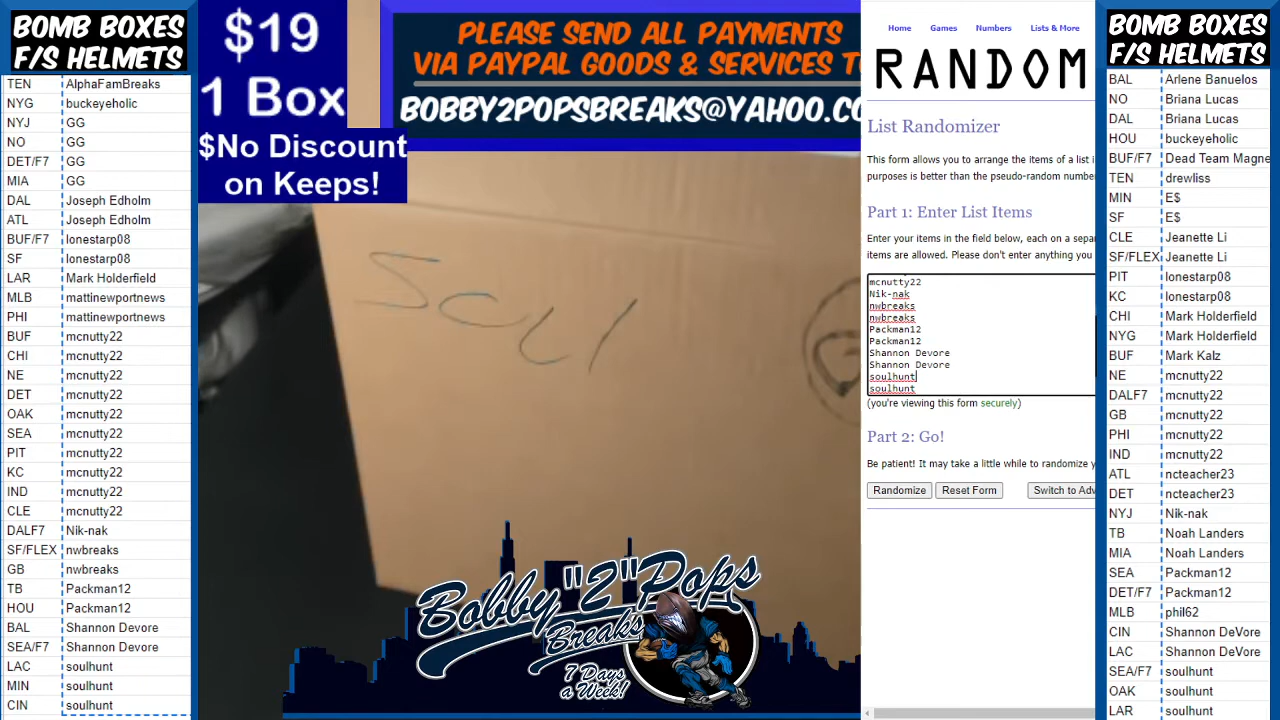 BOMB BOXES
F/S HELMETS
TEN AlphaFamBreaks
NYG buckeyeholic
NYJ GG
NO GG
DET/F7 GG
MIA GG
DAL Joseph Edholm
ATL Joseph Edholm
BUF/F7 lonestarp08
SF lonestarp08
LAR Mark Holderfield
MLB mattinewportnews
PHI mattinewportnews
BUF mcnutty22
CHI mcnutty22
NE mcnutty22
DET mcnutty22
OAK mcnutty22
SEA mcnutty22
PIT mcnutty22
KC mcnutty22
IND mcnutty22
CLE mcnutty22
DALF7 Nik-nak
SF/FLEX nwbreaks
GB nwbreaks
TB Packman12
HOU Packman12
BAL Shannon Devore
SEA/F7 Shannon Devore
LAC soulhunt
MIN soulhunt
CIN soulhunt
$19
1 Box
$No Discount
on Keeps!
PLEASE SEND ALL PAYMENTS
VIA PAYPAL GOODS & SERVICES T
BOBBY2POPSBREAKS@YAHOO.CO
Bobby "2" Pops
Breaks
7 Days
a Week!
Home Games Numbers Lists & More
RANDOM
List Randomizer
This form allows you to arrange the items of a list i
purposes is better than the pseudo-random numbe
Part 1: Enter List Items
Enter your items in the field below, each on a sepa
items are allowed. Please don't enter anything you
mcnutty22
Nik-nak
nwbreaks
nwbreaks
Packman12
Packman12
Shannon Devore
Shannon Devore
soulhunt
soulhunt
(you're viewing this form securely)
Part 2: Go!
Be patient! It may take a little while to randomize y
Randomize Reset Form Switch to Adv
BOMB BOXES
F/S HELMETS
BAL Arlene Banuelos
NO Briana Lucas
DAL Briana Lucas
HOU buckeyeholic
BUF/F7 Dead Team Magne
TEN drewliss
MIN E$
SF E$
CLE Jeanette Li
SF/FLEX Jeanette Li
PIT lonestarp08
KC lonestarp08
CHI Mark Holderfield
NYG Mark Holderfield
BUF Mark Kalz
NE mcnutty22
DALF7 mcnutty22
GB mcnutty22
PHI mcnutty22
IND mcnutty22
ATL ncteacher23
DET ncteacher23
NYJ Nik-nak
TB Noah Landers
MIA Noah Landers
SEA Packman12
DET/F7 Packman12
MLB phil62
CIN Shannon DeVore
LAC Shannon DeVore
SEA/F7 soulhunt
OAK soulhunt
LAR soulhunt